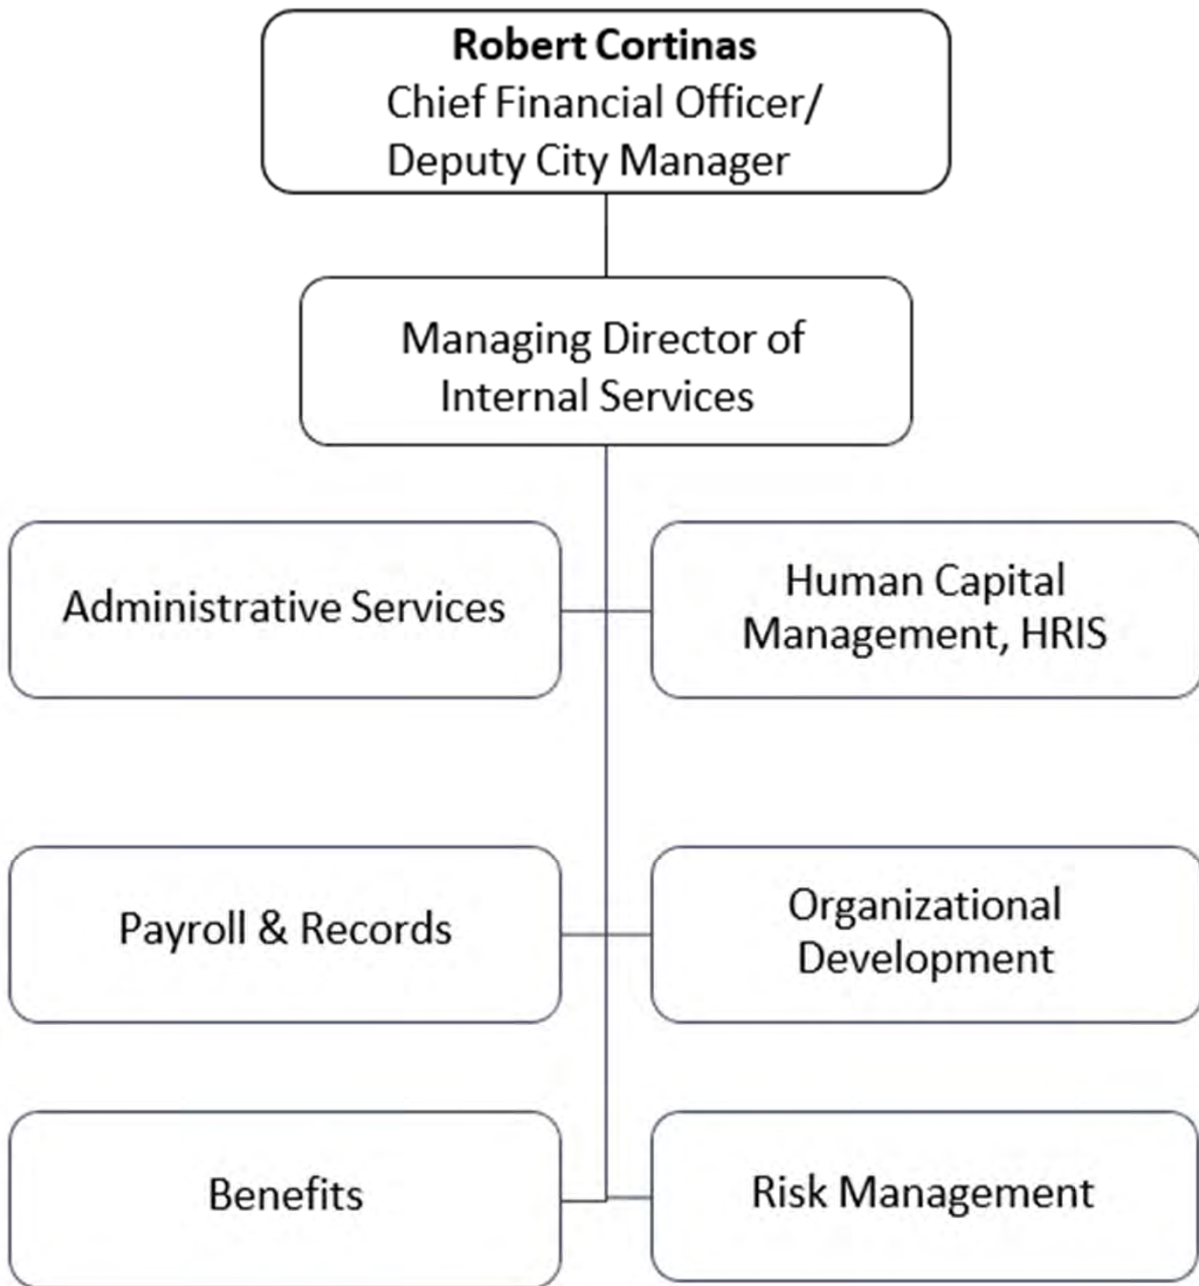 Robert Cortinas
Chief Financial Officer/
Deputy City Manager
Managing Director of
Internal Services
Administrative Services
Human Capital
Management, HRIS
Payroll & Records
Organizational
Development
Benefits
Risk Management